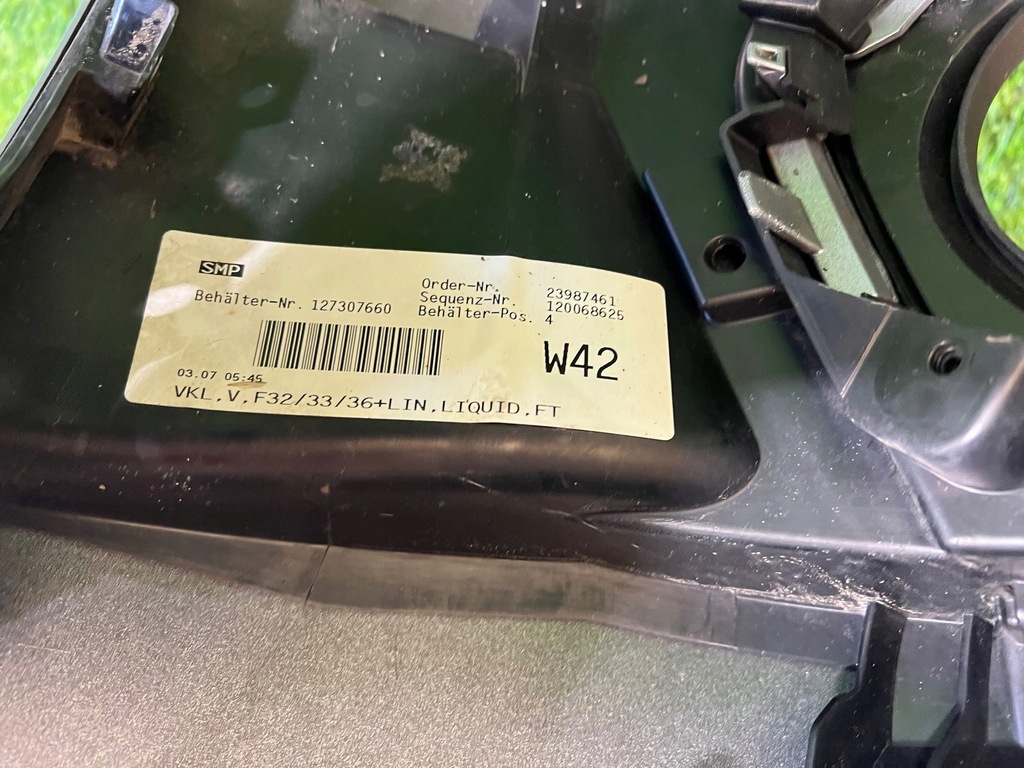 SMP
Order-Nr. 23987461
Sequenz-Nr. 120068625
Behälter-Nr. 127307660 Behälter-Pos. 4
W42
03.07 05:45
VKL.V.F32/33/36+LIN.LIQUID.FT